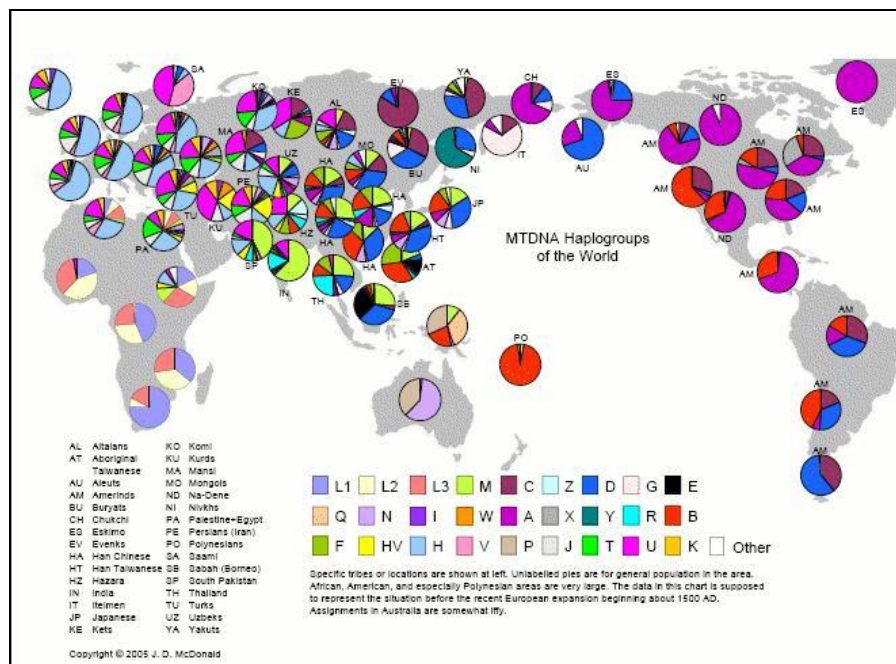 SA
KO
KE
EV
YA
CH
ES
ND
ES
AL
MA
MO
BU
NI
IT
AU
AM
AM
AM
UZ
HA
PE
HA
JP
AM
AM
TU
KU
HZ
HA
HT
ND
PA
SP
IN
TH
HA
AT
SB
AM
MTDNA Haplogroups
of the World
PO
AM
AM
AM
AL Altaians KO Komi
AT Aboriginal KU Kurds
Taiwanese MA Mansi
AU Aleuts MO Mongols
AM Amerinds ND Na-Dene
BU Buryats NI Nivkhs
CH Chukchi PA Palestine+Egypt
ES Eskimo PE Persians (Iran)
EV Evenks PO Polynesians
HA Han Chinese SA Saami
HT Han Taiwanese SB Sabah (Borneo)
HZ Hazara SP South Pakistan
IN India TH Thailand
IT Itelmen TU Turks
JP Japanese UZ Uzbeks
KE Kets YA Yakuts
L1 L2 L3 M C Z D G E
Q N I W A X Y R B
F HV H V P J T U K Other
Specific tribes or locations are shown at left. Unlabelled pies are for general population in the area.
African, American, and especially Polynesian areas are very large. The data in this chart is supposed
to represent the situation before the recent European expansion beginning about 1500 AD.
Assignments in Australia are somewhat iffy.
Copyright © 2005 J. D. McDonald